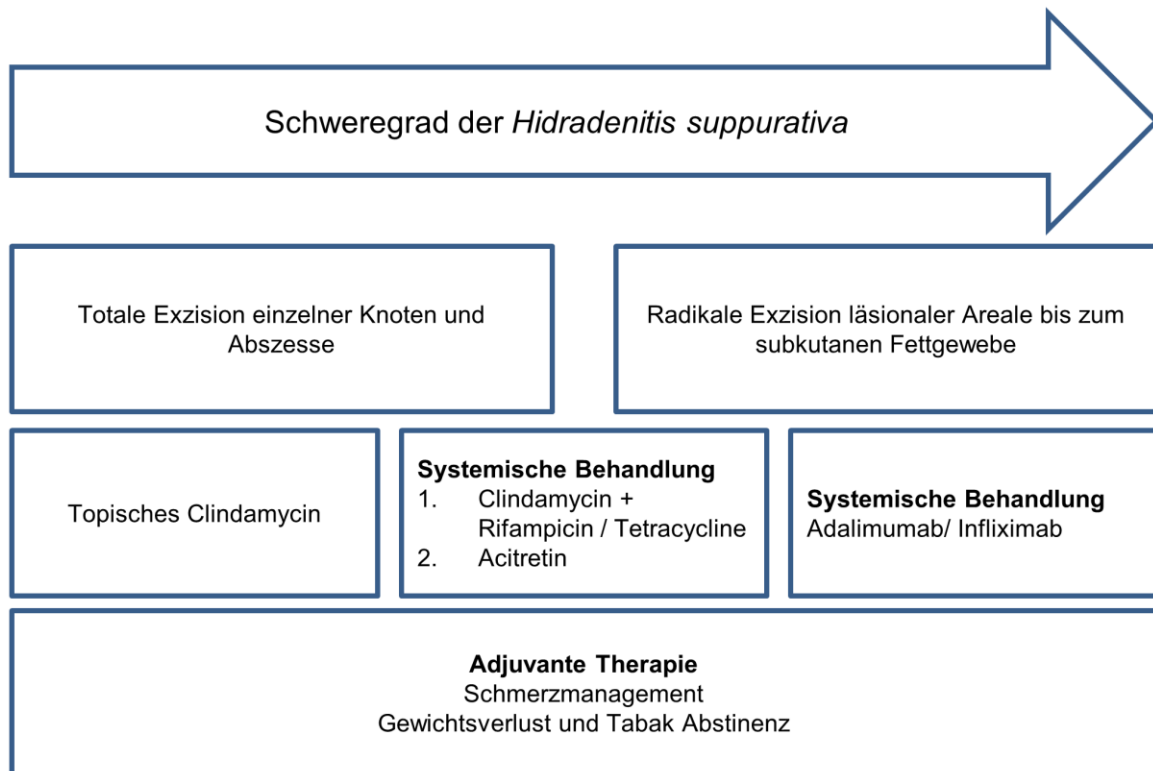 Schweregrad der Hidradenitis suppurativa
Totale Exzision einzelner Knoten und
Abszesse
Radikale Exzision läsionaler Areale bis zum
subkutanen Fettgewebe
Topisches Clindamycin
Systemische Behandlung
1. Clindamycin +
Rifampicin / Tetracycline
2. Acitretin
Systemische Behandlung
Adalimumab/ Infliximab
Adjuvante Therapie
Schmerzmanagement
Gewichtsverlust und Tabak Abstinenz